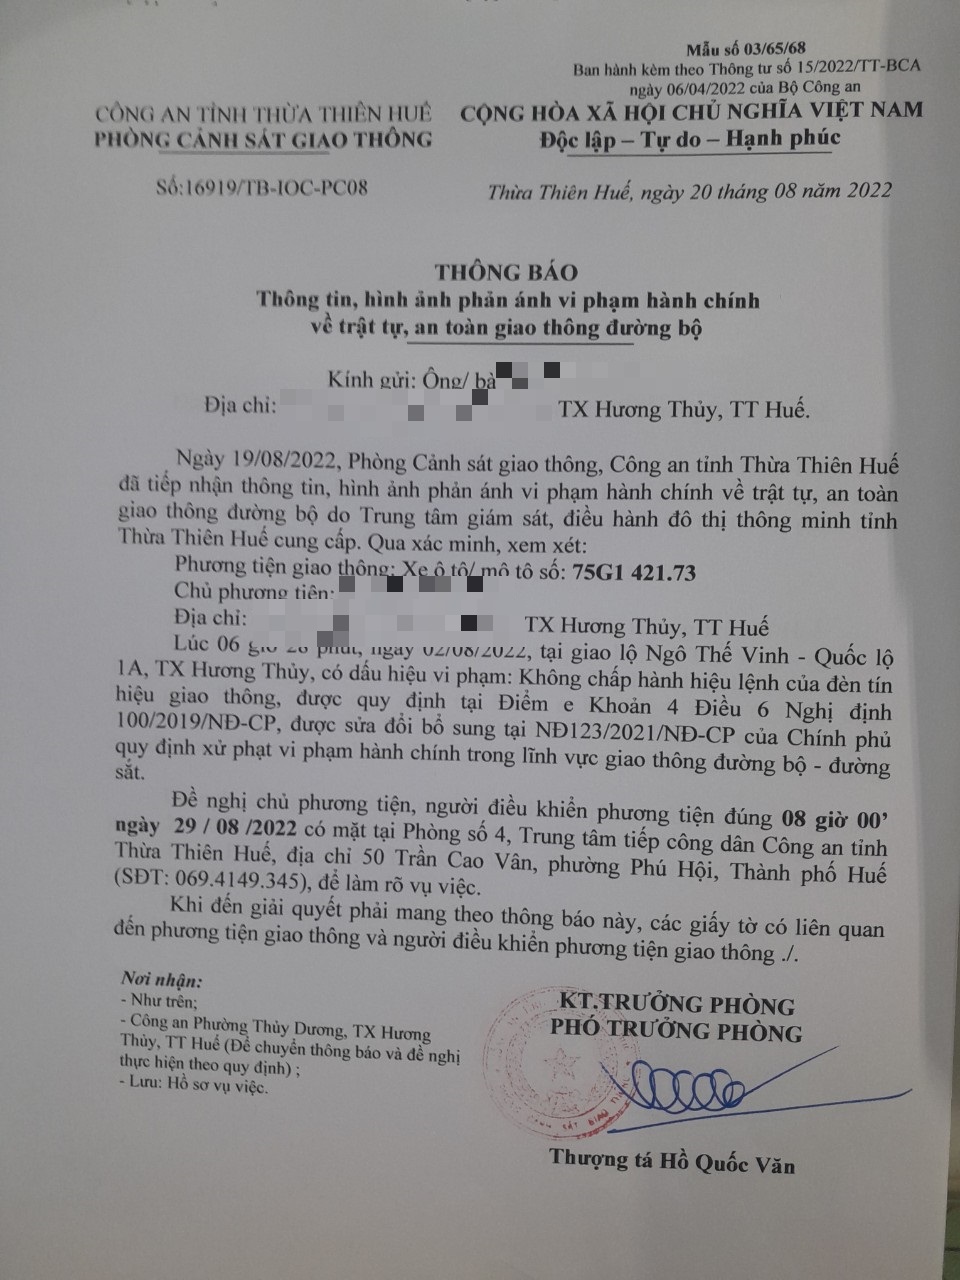 Mẫu số 03/65/68
Ban hành kèm theo Thông tư số 15/2022/TT-BCA
ngày 06/04/2022 của Bộ Công an
CÔNG AN TỈNH THỪA THIÊN HUẾ
PHÒNG CẢNH SÁT GIAO THÔNG
CỘNG HÒA XÃ HỘI CHỦ NGHĨA VIỆT NAM
Độc lập – Tự do – Hạnh phúc
Số:16919/TB-IOC-PC08
Thừa Thiên Huế, ngày 20 tháng 08 năm 2022
THÔNG BÁO
Thông tin, hình ảnh phản ánh vi phạm hành chính
về trật tự, an toàn giao thông đường bộ
Kính gửi: Ông/ bà
Địa chỉ: TX Hương Thủy, TT Huế.
Ngày 19/08/2022, Phòng Cảnh sát giao thông, Công an tỉnh Thừa Thiên Huế
đã tiếp nhận thông tin, hình ảnh phản ánh vi phạm hành chính về trật tự, an toàn
giao thông đường bộ do Trung tâm giám sát, điều hành đô thị thông minh tỉnh
Thừa Thiên Huế cung cấp. Qua xác minh, xem xét:
Phương tiện giao thông: Xe ô tô/ mô tô số: 75G1 421.73
Chủ phương tiện:
Địa chỉ: TX Hương Thủy, TT Huế
Lúc 06 giờ 26 phút, ngày 02/08/2022, tại giao lộ Ngô Thế Vinh - Quốc lộ
1A, TX Hương Thủy, có dấu hiệu vi phạm: Không chấp hành hiệu lệnh của đèn tín
hiệu giao thông, được quy định tại Điểm e Khoản 4 Điều 6 Nghị định
100/2019/NĐ-CP, được sửa đổi bổ sung tại NĐ123/2021/NĐ-CP của Chính phủ
quy định xử phạt vi phạm hành chính trong lĩnh vực giao thông đường bộ - đường
sắt.
Đề nghị chủ phương tiện, người điều khiển phương tiện đúng 08 giờ 00’
ngày 29 / 08 /2022 có mặt tại Phòng số 4, Trung tâm tiếp công dân Công an tỉnh
Thừa Thiên Huế, địa chỉ 50 Trần Cao Vân, phường Phú Hội, Thành phố Huế
(SĐT: 069.4149.345), để làm rõ vụ việc.
Khi đến giải quyết phải mang theo thông báo này, các giấy tờ có liên quan
đến phương tiện giao thông và người điều khiển phương tiện giao thông ./.
Nơi nhận:
- Như trên;
- Công an Phường Thủy Dương, TX Hương
Thủy, TT Huế (Để chuyển thông báo và đề nghị
thực hiện theo quy định) ;
- Lưu: Hồ sơ vụ việc.
KT.TRƯỞNG PHÒNG
PHÓ TRƯỞNG PHÒNG
Thượng tá Hồ Quốc Văn